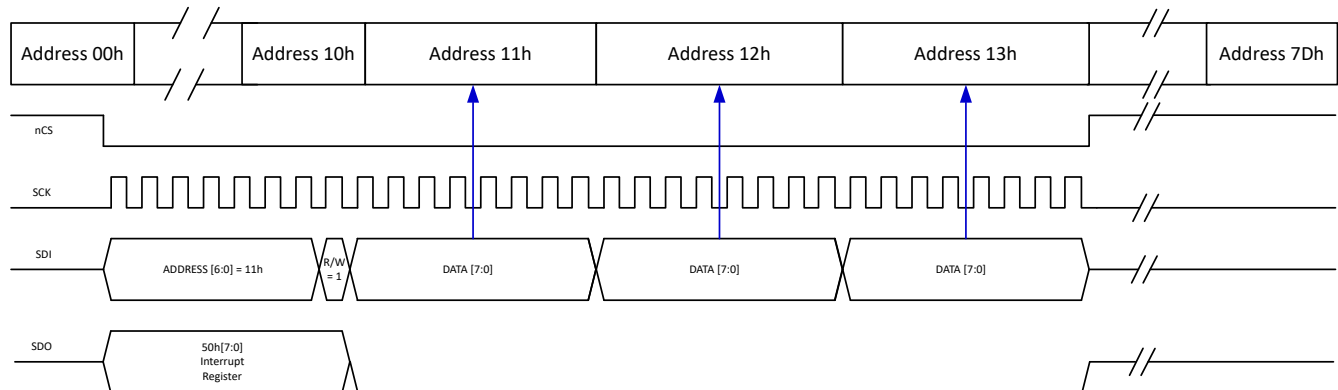 Address 00h
Address 10h
Address 11h
Address 12h
Address 13h
Address 7Dh
nCS
SCK
SDI
ADDRESS [6:0] = 11h
R/W
= 1
DATA [7:0]
DATA [7:0]
DATA [7:0]
SDO
50h[7:0]
Interrupt
Register